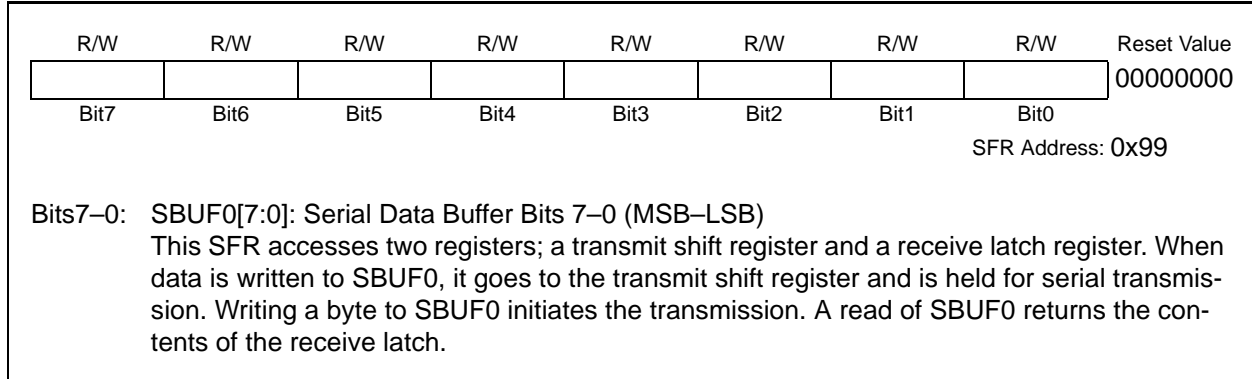 R/W R/W R/W R/W R/W R/W R/W R/W Reset Value
00000000
Bit7 Bit6 Bit5 Bit4 Bit3 Bit2 Bit1 Bit0
SFR Address: 0x99
Bits7–0: SBUF0[7:0]: Serial Data Buffer Bits 7–0 (MSB–LSB)
This SFR accesses two registers; a transmit shift register and a receive latch register. When
data is written to SBUF0, it goes to the transmit shift register and is held for serial transmis-
sion. Writing a byte to SBUF0 initiates the transmission. A read of SBUF0 returns the con-
tents of the receive latch.